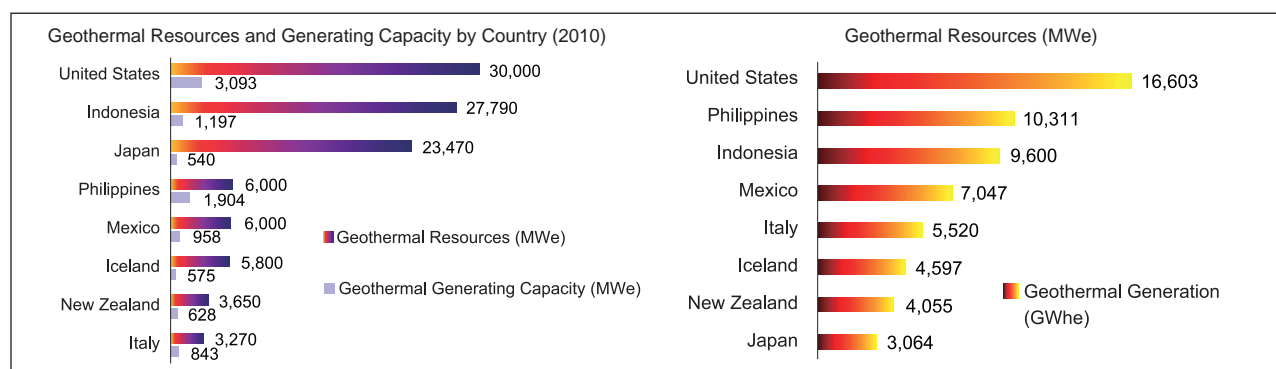 Geothermal Resources and Generating Capacity by Country (2010)
United States
30,000
3,093
Indonesia
27,790
1,197
Japan
23,470
540
Philippines
6,000
1,904
Mexico
6,000
958
Iceland
5,800
575
New Zealand
3,650
628
Italy
3,270
843
Geothermal Resources (MWe)
Geothermal Generating Capacity (MWe)
Geothermal Resources (MWe)
United States
16,603
Philippines
10,311
Indonesia
9,600
Mexico
7,047
Italy
5,520
Iceland
4,597
New Zealand
4,055
Japan
3,064
Geothermal Generation
(GWhe)